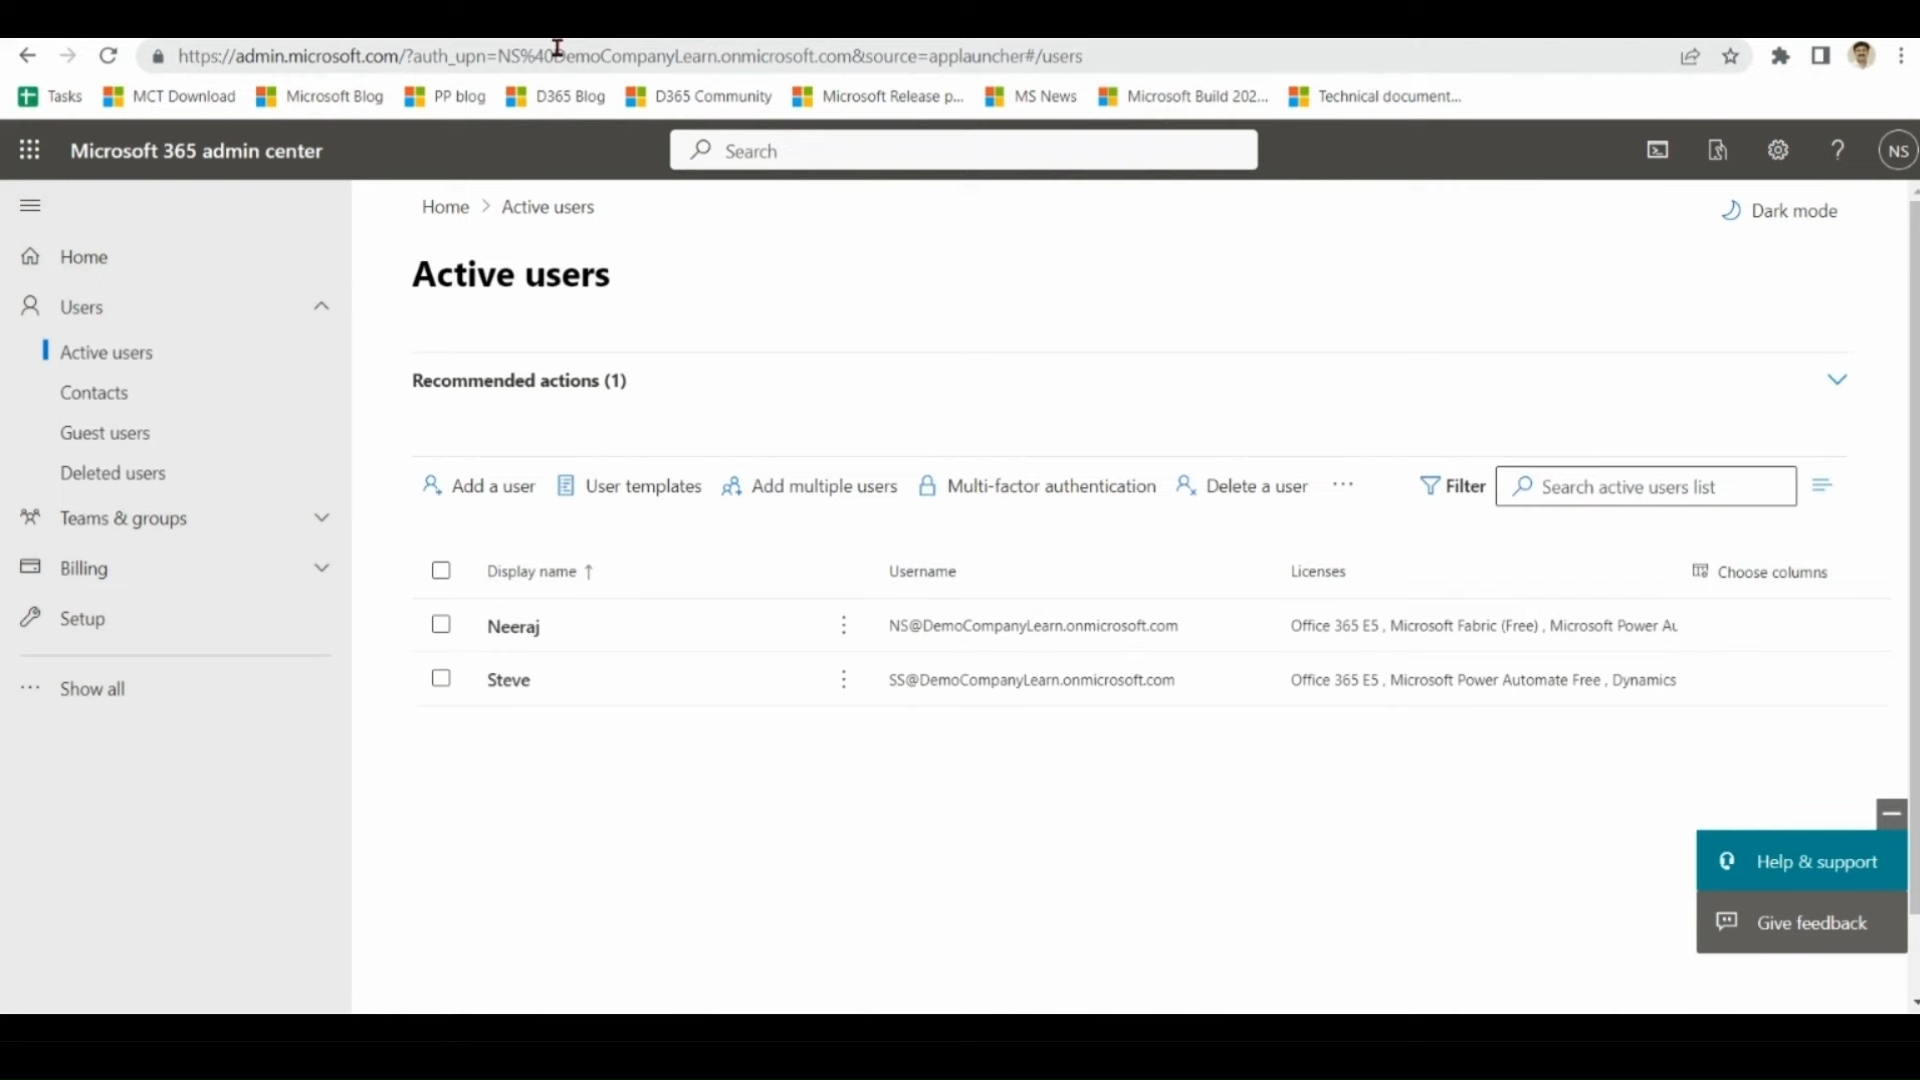 https://admin.microsoft.com/?auth_upn=NS%40DemoCompanyLearn.onmicrosoft.com&source=applauncher#/users
Tasks MCT Download Microsoft Blog PP blog D365 Blog D365 Community Microsoft Release p... MS News Microsoft Build 202... Technical document...
Microsoft 365 admin center Search ? NS
Home > Active users Dark mode
Home
Users
Active users
Contacts
Guest users
Deleted users
Teams & groups
Billing
Setup
Show all
Active users
Recommended actions (1)
Add a user User templates Add multiple users Multi-factor authentication Delete a user ... Filter Search active users list
Display name ↑ Username Licenses Choose columns
Neeraj NS@DemoCompanyLearn.onmicrosoft.com Office 365 E5 , Microsoft Fabric (Free) , Microsoft Power Au
Steve SS@DemoCompanyLearn.onmicrosoft.com Office 365 E5 , Microsoft Power Automate Free , Dynamics
Help & support
Give feedback